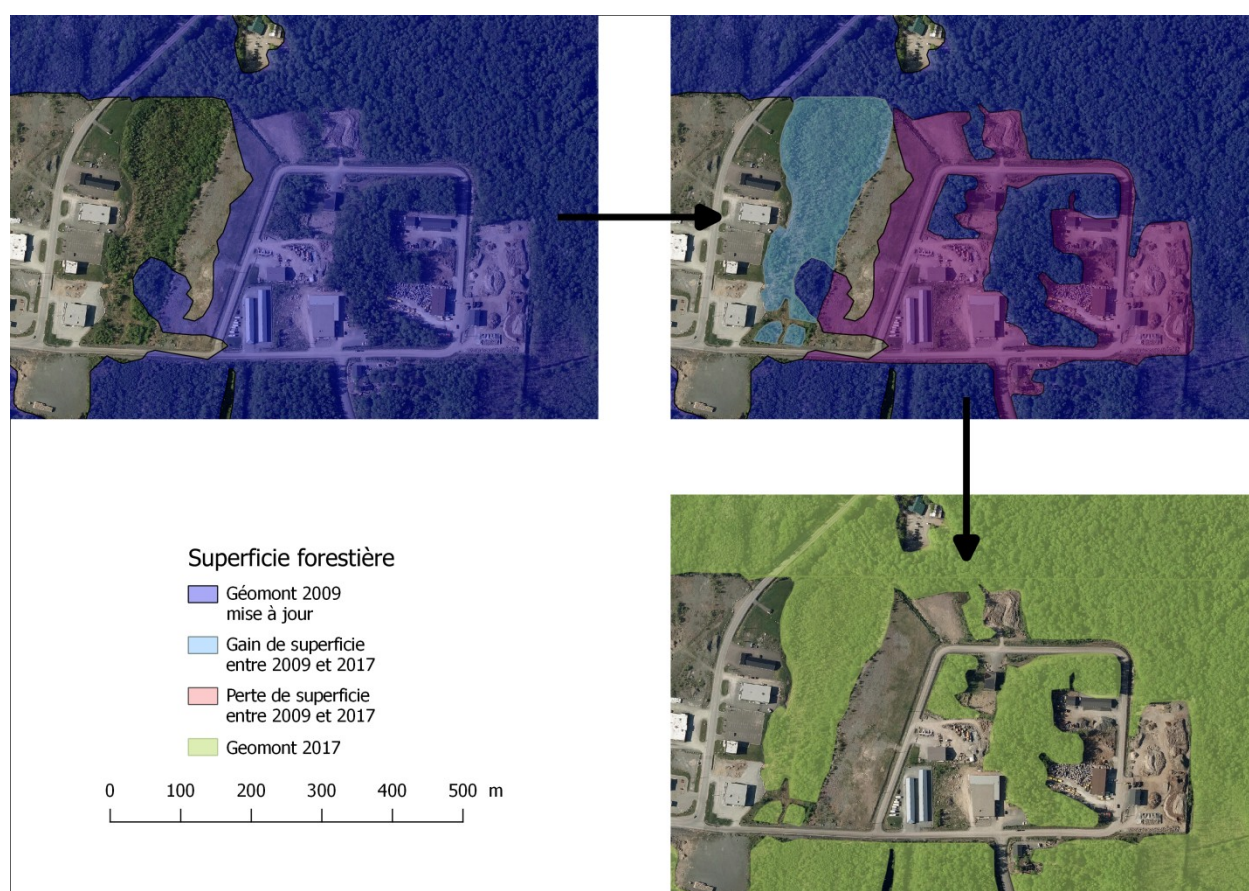 Superficie forestière
Géomont 2009
mise à jour
Gain de superficie
entre 2009 et 2017
Perte de superficie
entre 2009 et 2017
Geomont 2017
0 100 200 300 400 500 m